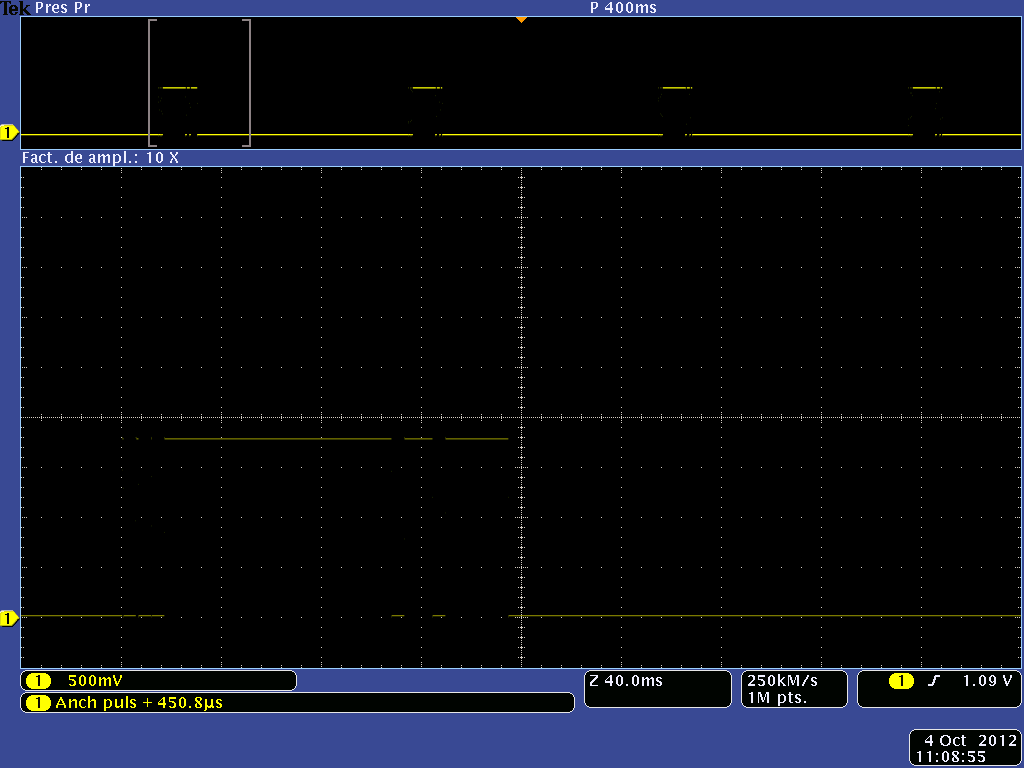 Tek Pres Pr P 400ms
1
Fact. de ampl.: 10 X
1
1 500mV Z 40.0ms 250kM/s 1 1.09 V
1M pts.
1 Anch puls + 450.8µs
4 Oct 2012
11:08:55